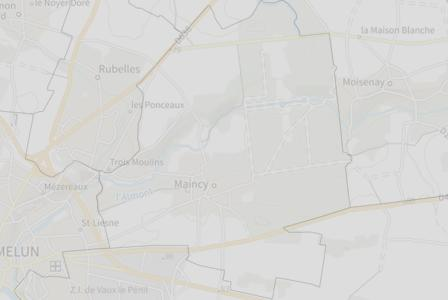 le Noyer Doré
la Maison Blanche
Rubelles
Moisenay
les Ponceaux
Trois Moulins
Mézereaux
Maincy
l'Almont
St-Liesne
MELUN
Z.I. de Vaux le Pénil